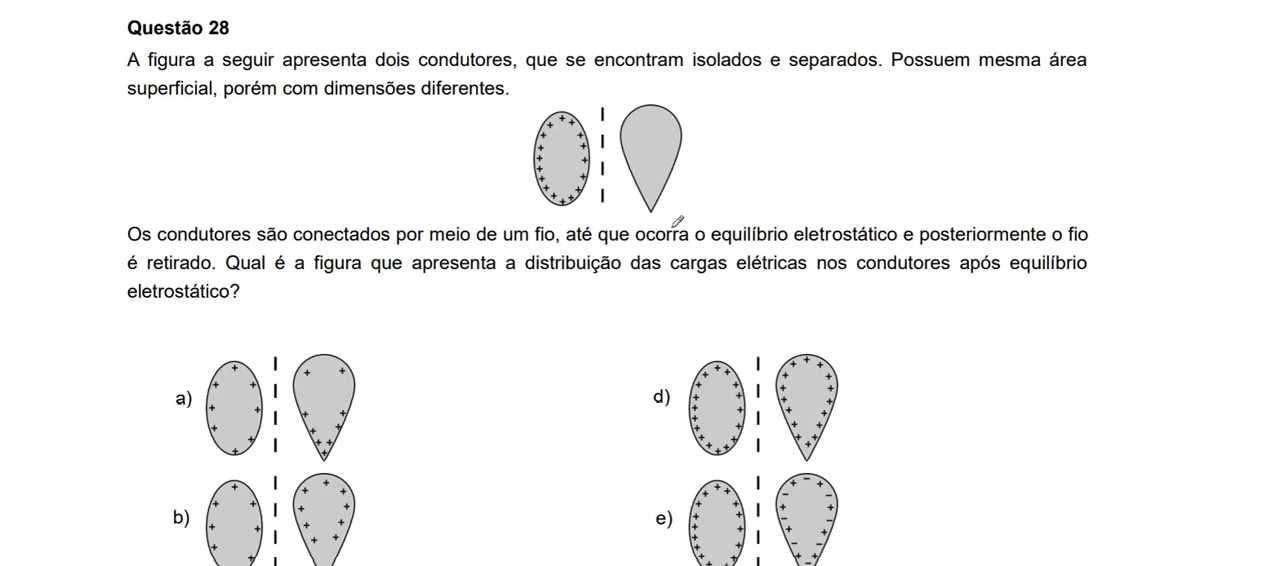 Questão 28
A figura a seguir apresenta dois condutores, que se encontram isolados e separados. Possuem mesma área
superficial, porém com dimensões diferentes.
Os condutores são conectados por meio de um fio, até que ocorra o equilíbrio eletrostático e posteriormente o fio
é retirado. Qual é a figura que apresenta a distribuição das cargas elétricas nos condutores após equilíbrio
eletrostático?
a)
d)
b)
e)